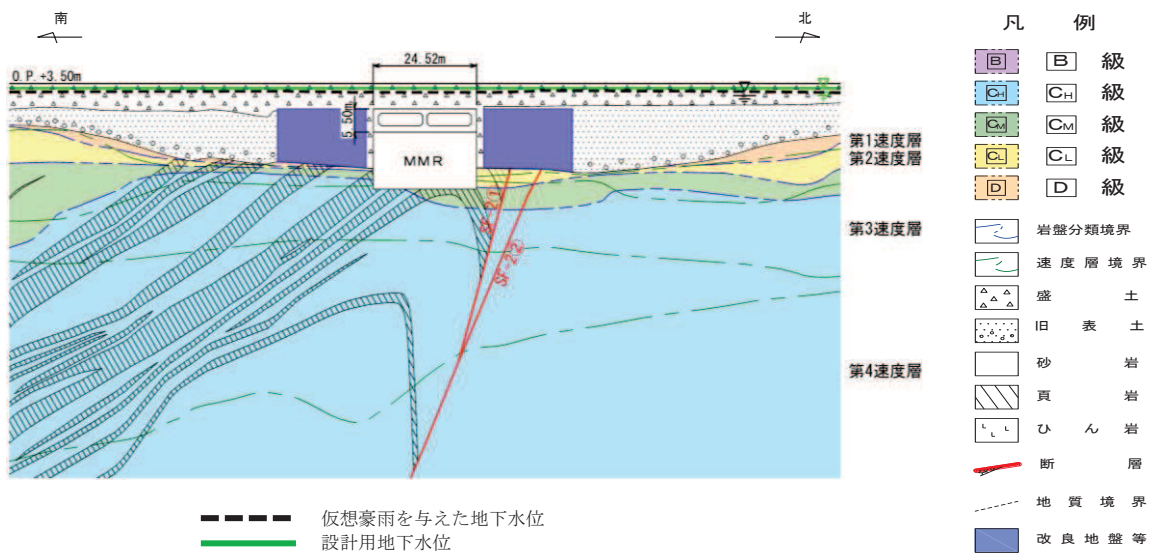 南
北
24.52m
O.P.+3.50m
5.50m
MMR
SF-2①
SF-2②
第1速度層
第2速度層
第3速度層
第4速度層
仮想豪雨を与えた地下水位
設計用地下水位
凡 例
B B 級
CH CH 級
CM CM 級
CL CL 級
D D 級
岩盤分類境界
速度層境界
盛土
旧表土
砂岩
頁岩
ひん岩
断層
地質境界
改良地盤等